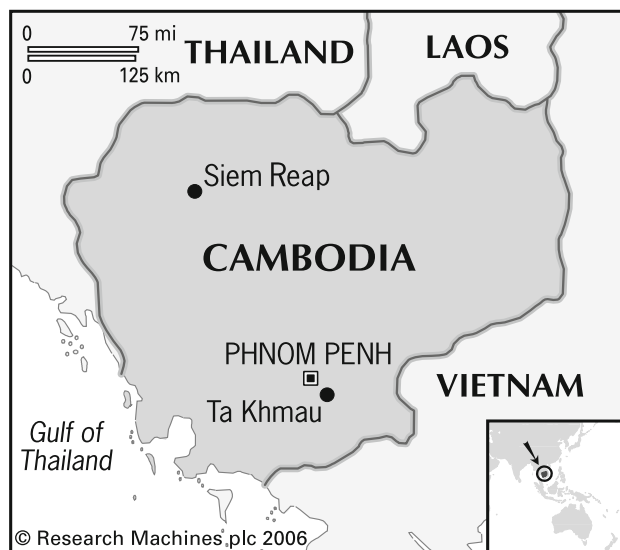 0 75 mi
0 125 km
THAILAND
LAOS
Siem Reap
CAMBODIA
PHNOM PENH
Ta Khmau
VIETNAM
Gulf of
Thailand
© Research Machines plc 2006